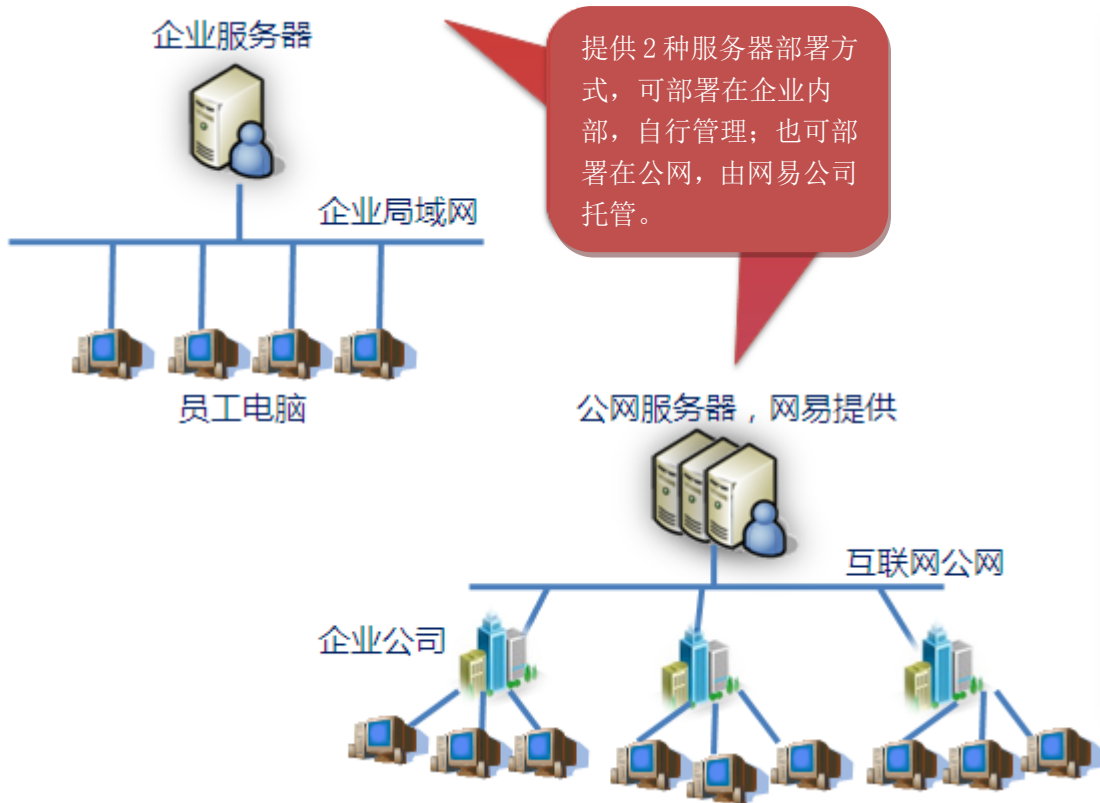 企业服务器
提供 2 种服务器部署方
式，可部署在企业内
部，自行管理；也可部
署在公网，由网易公司
托管。
企业局域网
员工电脑
公网服务器，网易提供
互联网公网
企业公司